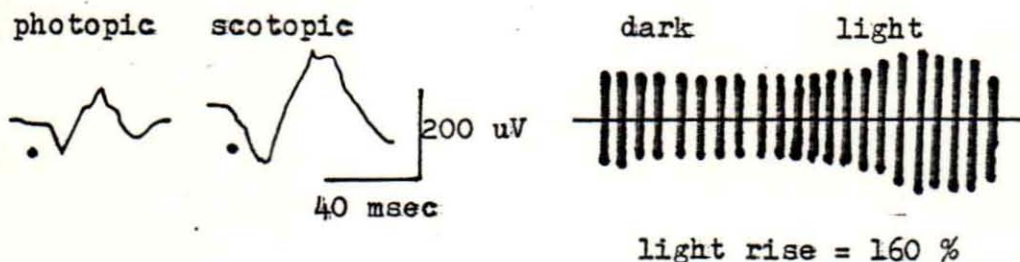 photopic scotopic dark light
200 uV
40 msec
light rise = 160 %